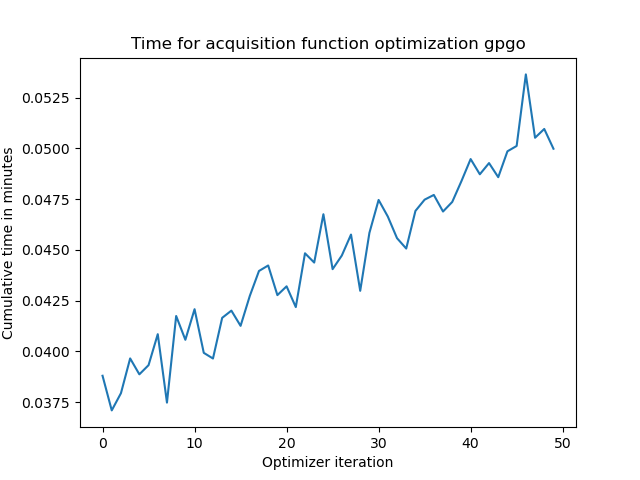 Time for acquisition function optimization gpgo
Cumulative time in minutes
0.0525
0.0500
0.0475
0.0450
0.0425
0.0400
0.0375
0 10 20 30 40 50
Optimizer iteration